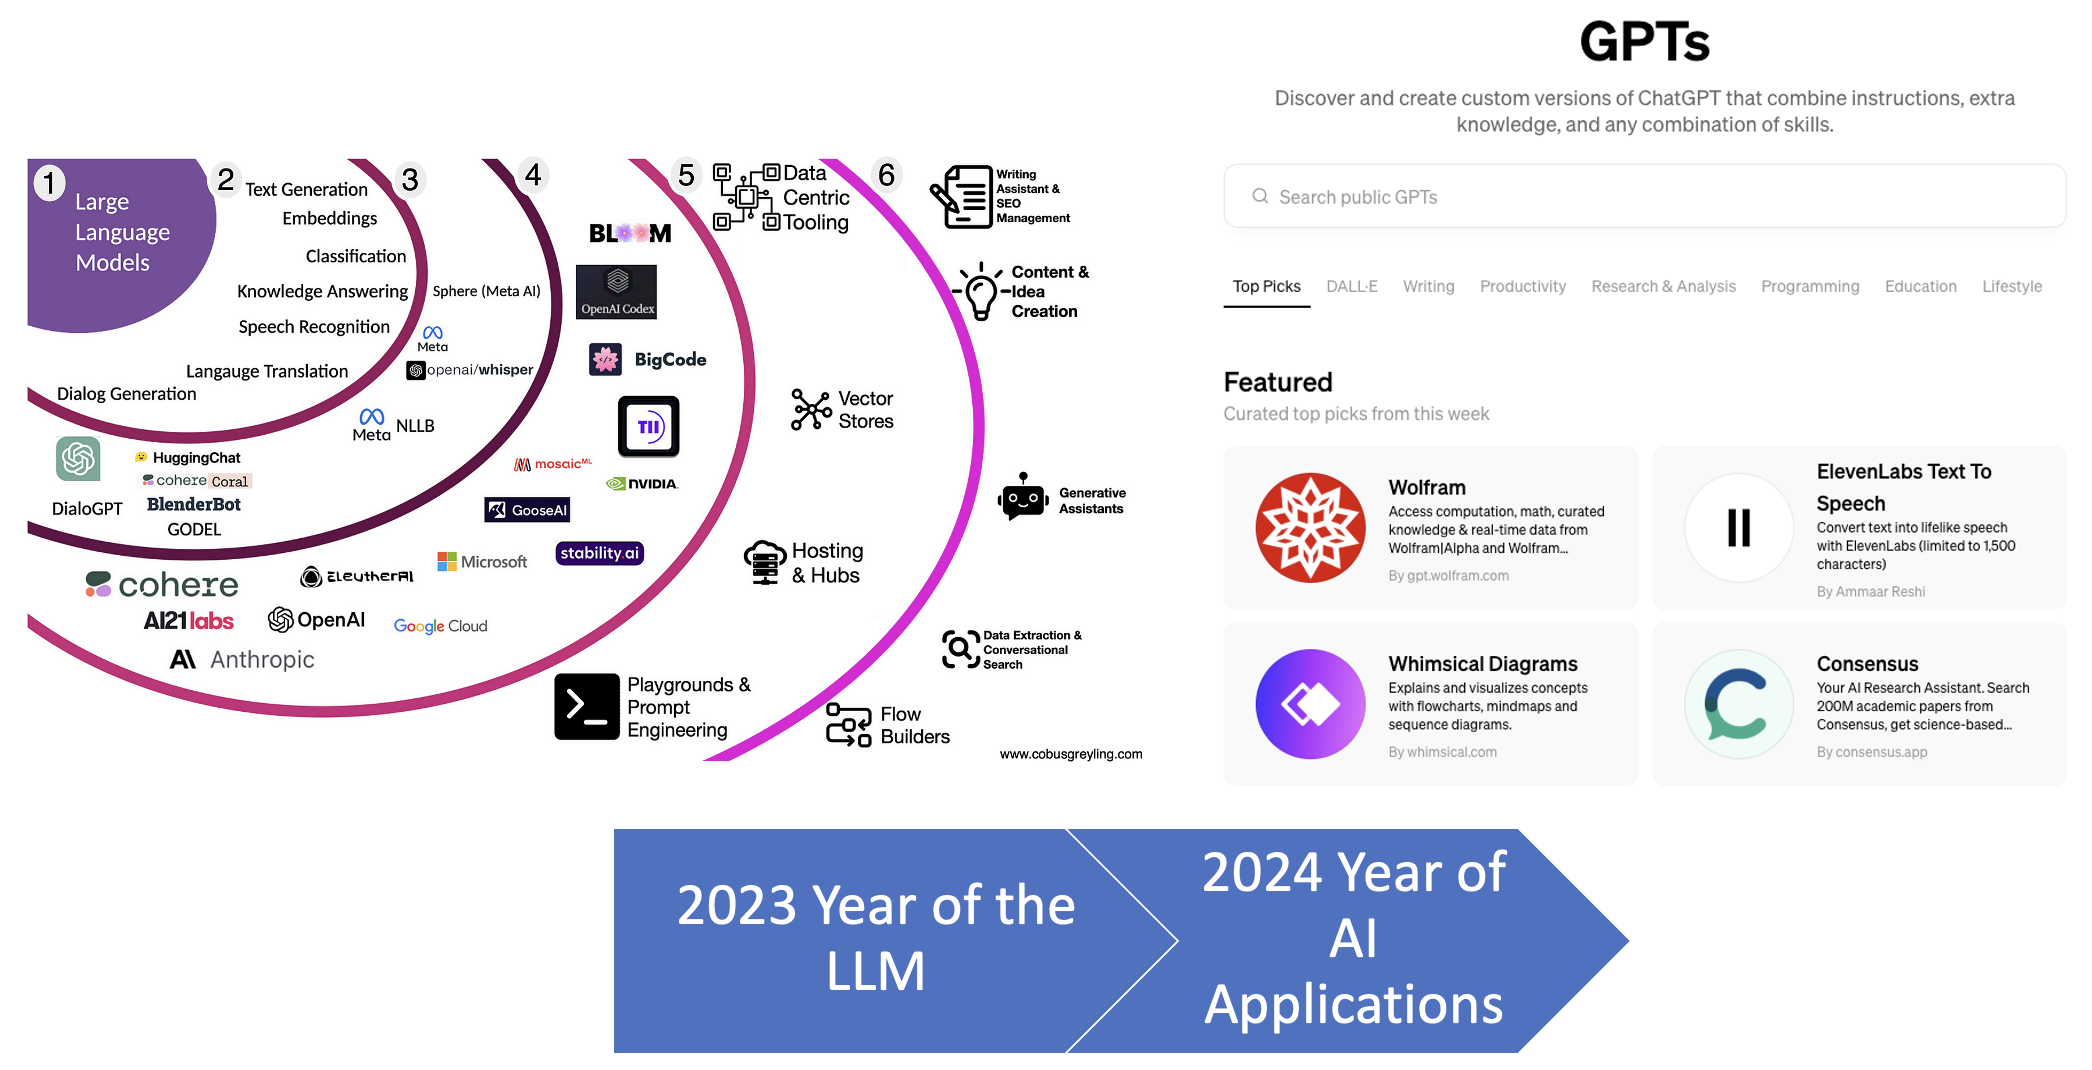 1
Large
Language
Models
2
Text Generation
Embeddings
Classification
Knowledge Answering
Speech Recognition
Langauge Translation
Dialog Generation
3
Sphere (Meta AI)
Meta
openai/whisper
Meta
NLLB
HuggingChat
cohere Coral
DialoGPT
BlenderBot
GODEL
4
BLOOM
OpenAI Codex
BigCode
TII
mosaicML
NVIDIA.
GooseAI
stability.ai
Microsoft
EleutherAI
cohere
AI21labs
OpenAI
Google Cloud
A\ Anthropic
5
Data
Centric
Tooling
Vector
Stores
Hosting
& Hubs
Playgrounds &
Prompt
Engineering
Flow
Builders
6
Writing
Assistant &
SEO
Management
Content &
Idea
Creation
Generative
Assistants
Data Extraction &
Conversational
Search
www.cobusgreyling.com
GPTs
Discover and create custom versions of ChatGPT that combine instructions, extra
knowledge, and any combination of skills.
Search public GPTs
Top Picks DALL·E Writing Productivity Research & Analysis Programming Education Lifestyle
Featured
Curated top picks from this week
Wolfram
Access computation, math, curated
knowledge & real-time data from
Wolfram|Alpha and Wolfram...
By gpt.wolfram.com
ElevenLabs Text To
Speech
Convert text into lifelike speech
with ElevenLabs (limited to 1,500
characters)
By Ammaar Reshi
Whimsical Diagrams
Explains and visualizes concepts
with flowcharts, mindmaps and
sequence diagrams.
By whimsical.com
Consensus
Your AI Research Assistant. Search
200M academic papers from
Consensus, get science-based...
By consensus.app
2023 Year of the
LLM
2024 Year of
AI
Applications